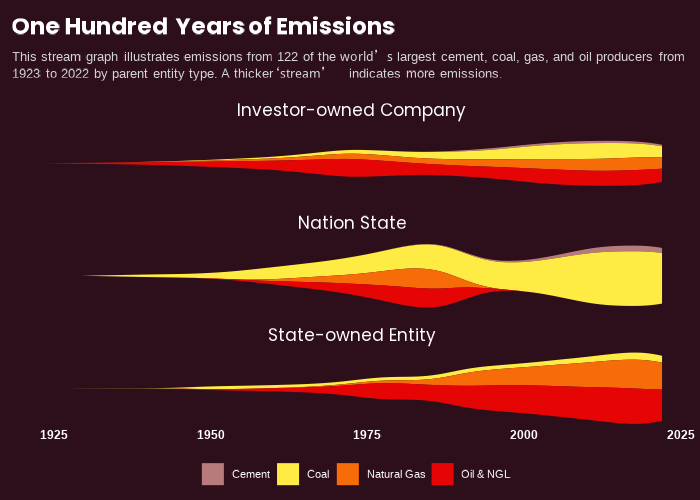 One Hundred Years of Emissions
This stream graph illustrates emissions from 122 of the world’s largest cement, coal, gas, and oil producers from
1923 to 2022 by parent entity type. A thicker ‘stream’ indicates more emissions.
Investor-owned Company
Nation State
State-owned Entity
1925 1950 1975 2000 2025
Cement Coal Natural Gas Oil & NGL